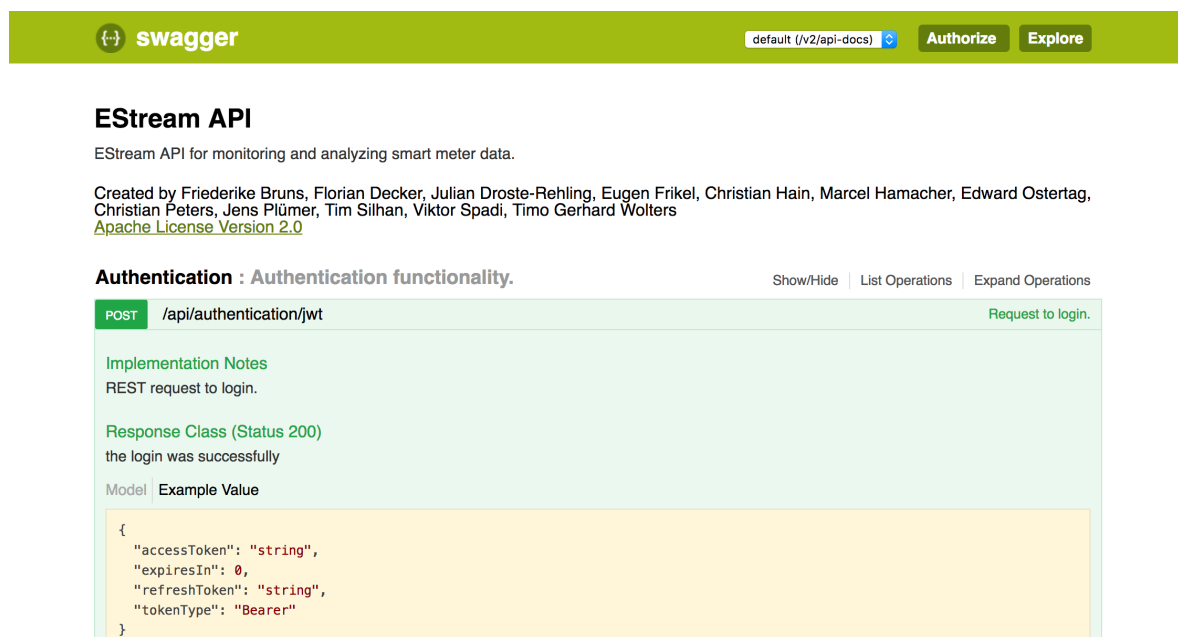 {···} swagger default (/v2/api-docs) Authorize Explore
EStream API
EStream API for monitoring and analyzing smart meter data.
Created by Friederike Bruns, Florian Decker, Julian Droste-Rehling, Eugen Frikel, Christian Hain, Marcel Hamacher, Edward Ostertag,
Christian Peters, Jens Plümer, Tim Silhan, Viktor Spadi, Timo Gerhard Wolters
Apache License Version 2.0
Authentication : Authentication functionality. Show/Hide List Operations Expand Operations
POST /api/authentication/jwt Request to login.
Implementation Notes
REST request to login.
Response Class (Status 200)
the login was successfully
Model Example Value
{
  "accessToken": "string",
  "expiresIn": 0,
  "refreshToken": "string",
  "tokenType": "Bearer"
}